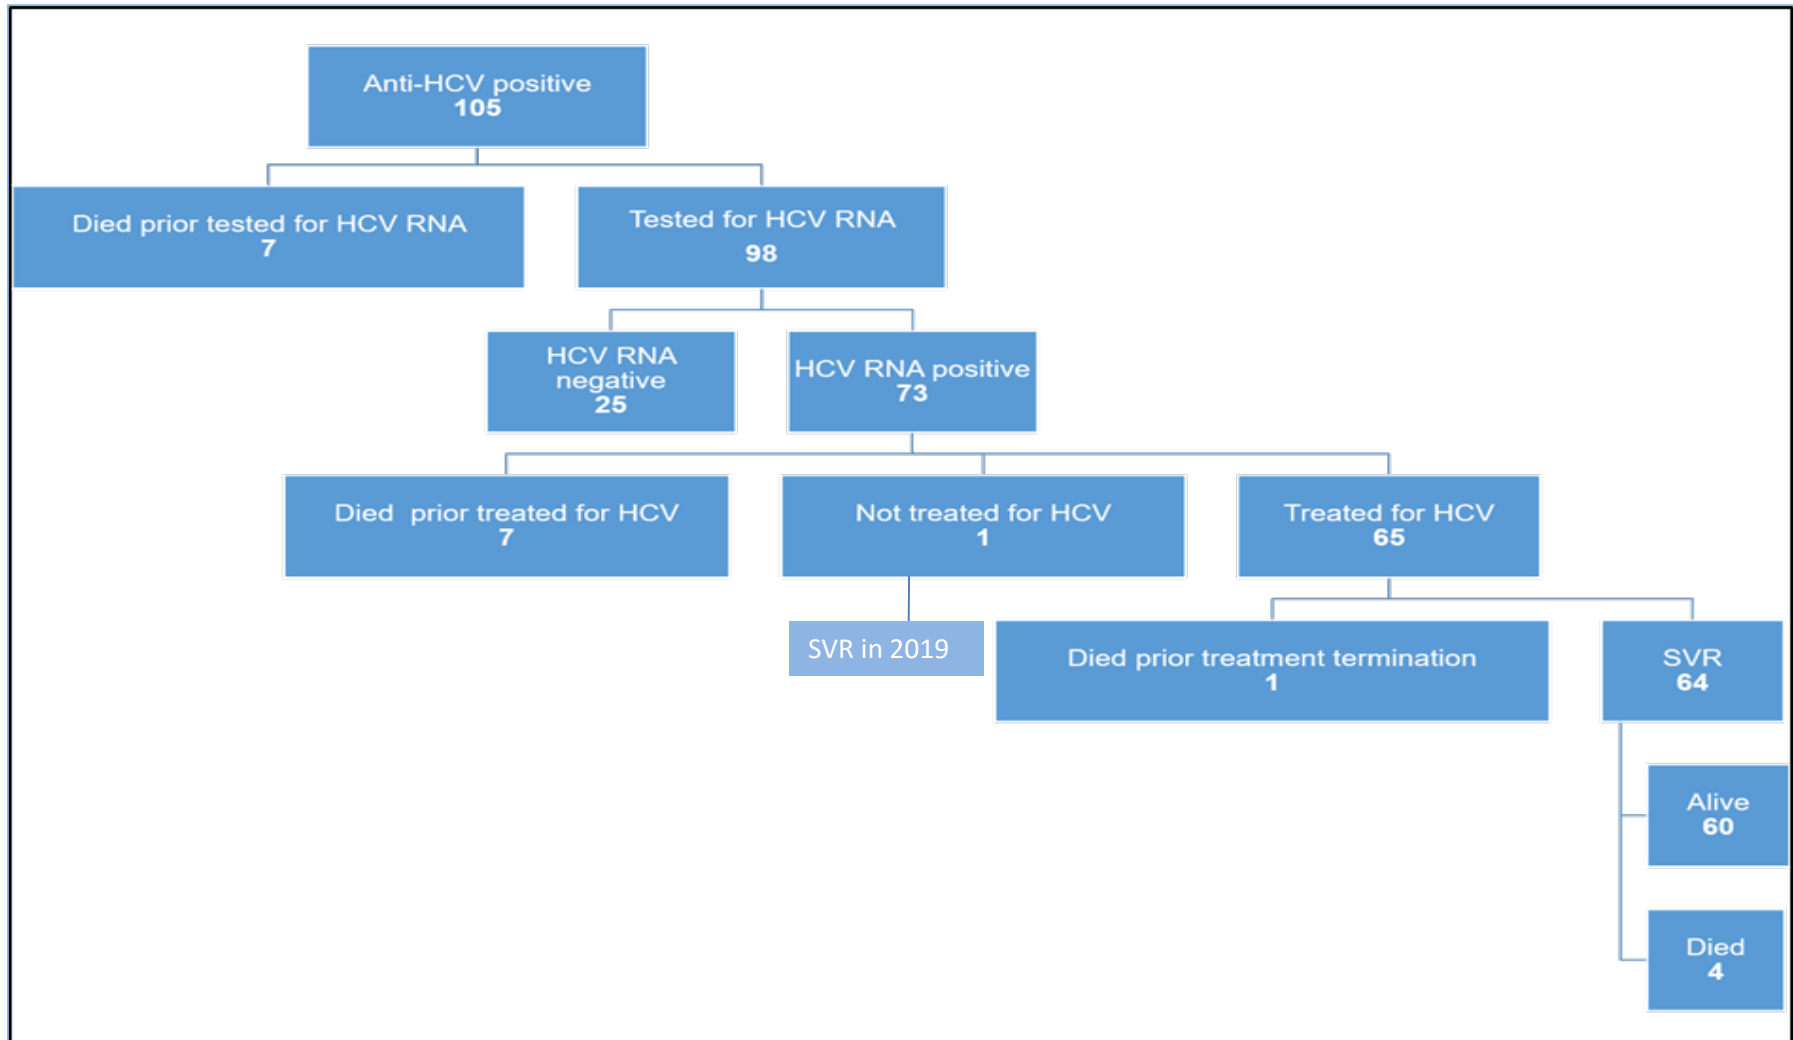 Anti-HCV positive
105
Died prior tested for HCV RNA
7
Tested for HCV RNA
98
HCV RNA
negative
25
HCV RNA positive
73
Died prior treated for HCV
7
Not treated for HCV
1
Treated for HCV
65
SVR in 2019
Died prior treatment termination
1
SVR
64
Alive
60
Died
4